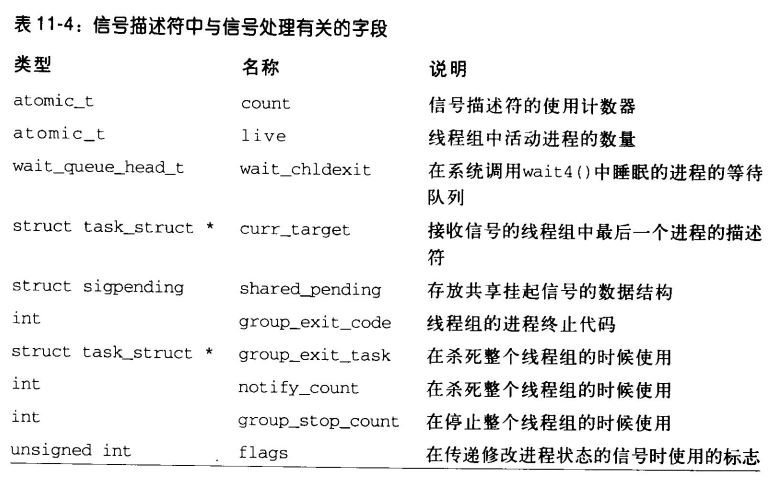 表 11-4：信号描述符中与信号处理有关的字段
类型 名称 说明
atomic_t count 信号描述符的使用计数器
atomic_t live 线程组中活动进程的数量
wait_queue_head_t wait_chldexit 在系统调用wait4()中睡眠的进程的等待
队列
struct task_struct * curr_target 接收信号的线程组中最后一个进程的描述
符
struct sigpending shared_pending 存放共享挂起信号的数据结构
int group_exit_code 线程组的进程终止代码
struct task_struct * group_exit_task 在杀死整个线程组的时候使用
int notify_count 在杀死整个线程组的时候使用
int group_stop_count 在停止整个线程组的时候使用
unsigned int flags 在传递修改进程状态的信号时使用的标志